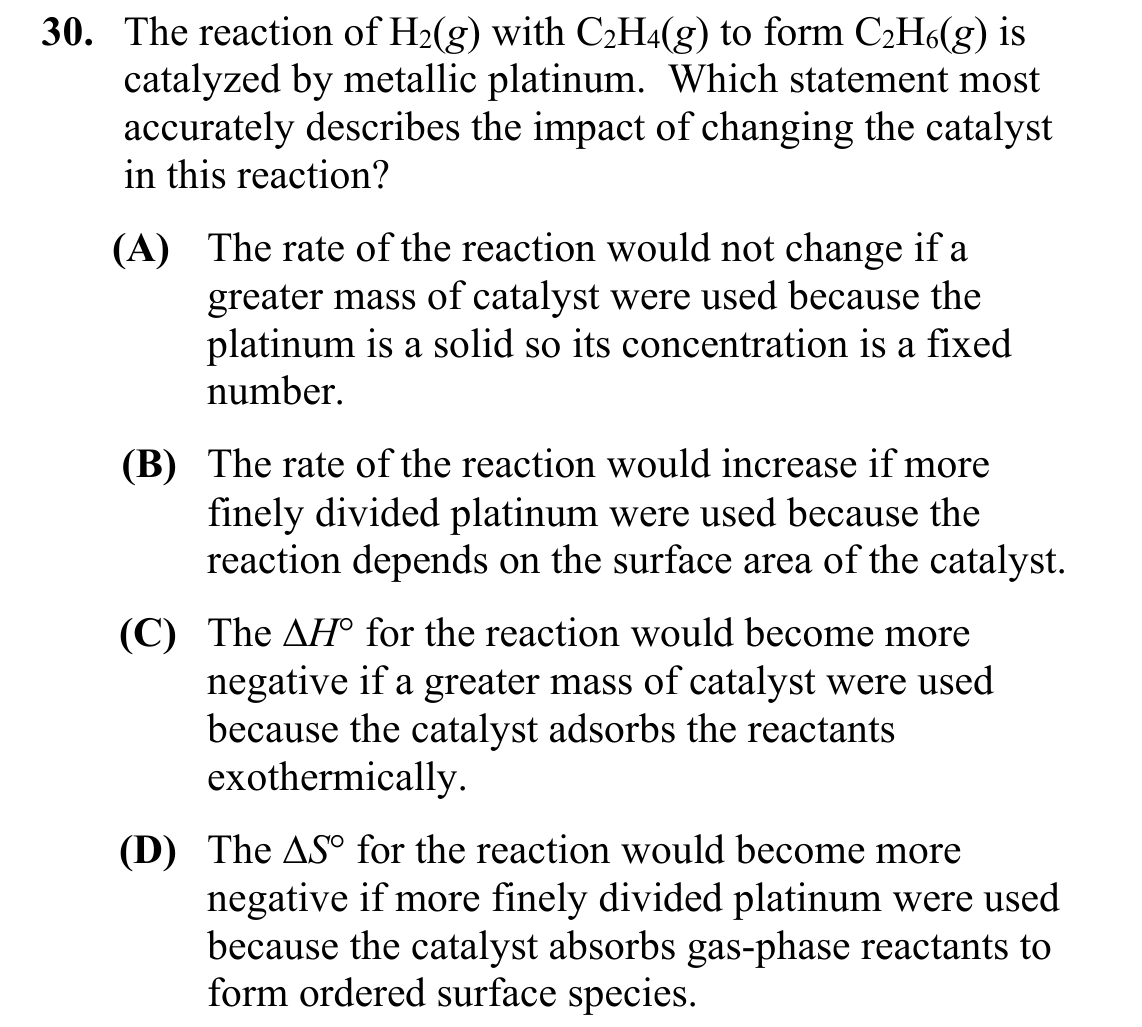 30. The reaction of H₂(g) with C₂H₄(g) to form C₂H₆(g) is
catalyzed by metallic platinum. Which statement most
accurately describes the impact of changing the catalyst
in this reaction?
(A) The rate of the reaction would not change if a
greater mass of catalyst were used because the
platinum is a solid so its concentration is a fixed
number.
(B) The rate of the reaction would increase if more
finely divided platinum were used because the
reaction depends on the surface area of the catalyst.
(C) The ΔH° for the reaction would become more
negative if a greater mass of catalyst were used
because the catalyst adsorbs the reactants
exothermically.
(D) The ΔS° for the reaction would become more
negative if more finely divided platinum were used
because the catalyst absorbs gas-phase reactants to
form ordered surface species.